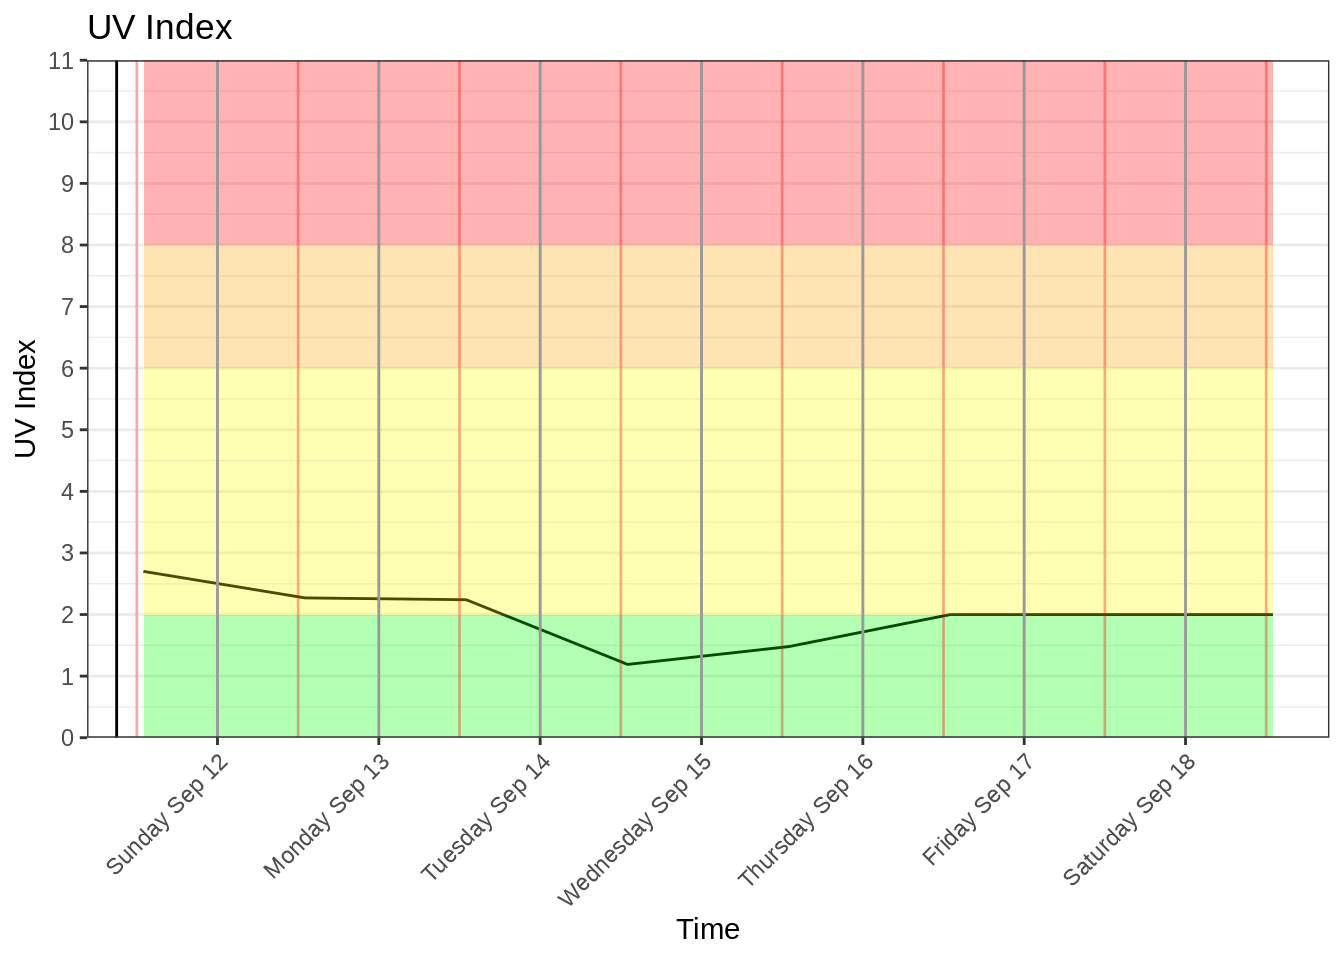 UV Index
11
10
9
8
7
6
5
4
3
2
1
0
UV Index
Sunday Sep 12
Monday Sep 13
Tuesday Sep 14
Wednesday Sep 15
Thursday Sep 16
Friday Sep 17
Saturday Sep 18
Time